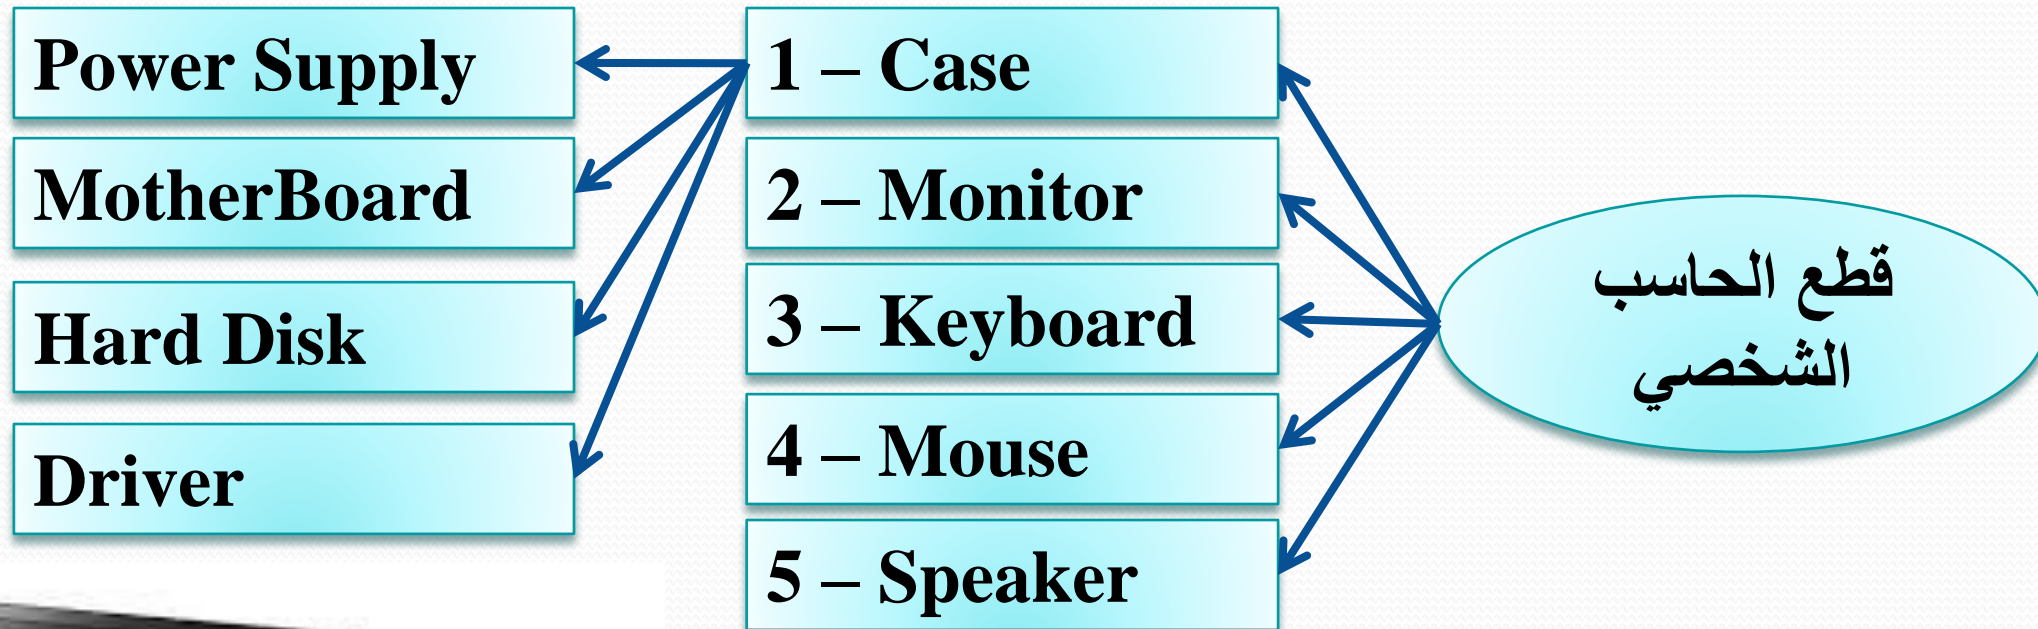 قطع الحاسب
الشخصي
1 – Case
2 – Monitor
3 – Keyboard
4 – Mouse
5 – Speaker
Power Supply
MotherBoard
Hard Disk
Driver